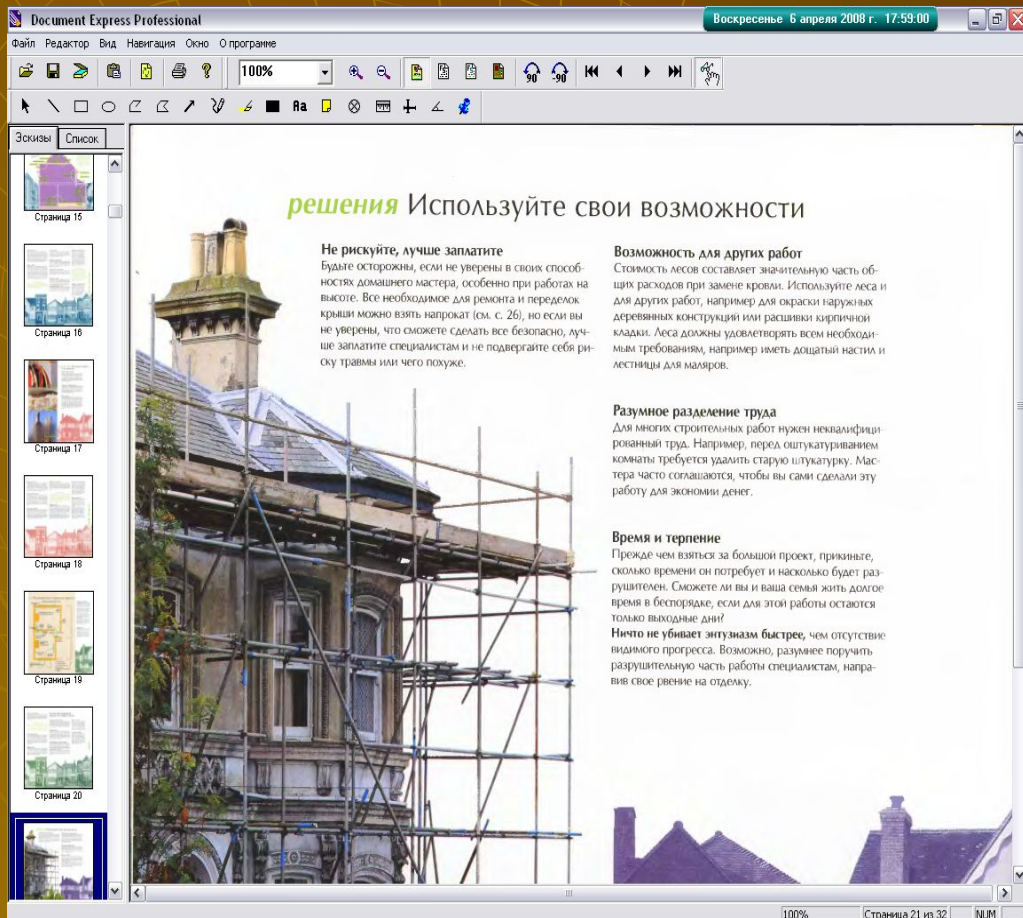 Document Express Professional
Воскресенье 6 апреля 2008 г. 17:59:00
Файл Редактор Вид Навигация Окно О программе
100%
90° -90°
Aa
Эскизы Список
Страница 15
Страница 16
Страница 17
Страница 18
Страница 19
Страница 20
решения Используйте свои возможности
Не рискуйте, лучше заплатите
Будьте осторожны, если не уверены в своих способ-
ностях домашнего мастера, особенно при работах на
высоте. Все необходимое для ремонта и переделок
крыши можно взять напрокат (см. с. 26), но если вы
не уверены, что сможете сделать все безопасно, луч-
ше заплатите специалистам и не подвергайте себя ри-
ску травмы или чего похуже.
Возможность для других работ
Стоимость лесов составляет значительную часть об-
щих расходов при замене кровли. Используйте леса и
для других работ, например для окраски наружных
деревянных конструкций или расшивки кирпичной
кладки. Леса должны удовлетворять всем необходи-
мым требованиям, например иметь дощатый настил и
лестницы для маляров.
Разумное разделение труда
Для многих строительных работ нужен неквалифици-
рованный труд. Например, перед оштукатуриванием
комнаты требуется удалить старую штукатурку. Мас-
тера часто соглашаются, чтобы вы сами сделали эту
работу для экономии денег.
Время и терпение
Прежде чем взяться за большой проект, прикиньте,
сколько времени он потребует и насколько будет раз-
рушителен. Сможете ли вы и ваша семья жить долгое
время в беспорядке, если для этой работы остаются
только выходные дни?
Ничто не убивает энтузиазм быстрее, чем отсутствие
видимого прогресса. Возможно, разумнее поручить
разрушительную часть работы специалистам, напра-
вив свое рвение на отделку.
100% Страница 21 из 32 NUM